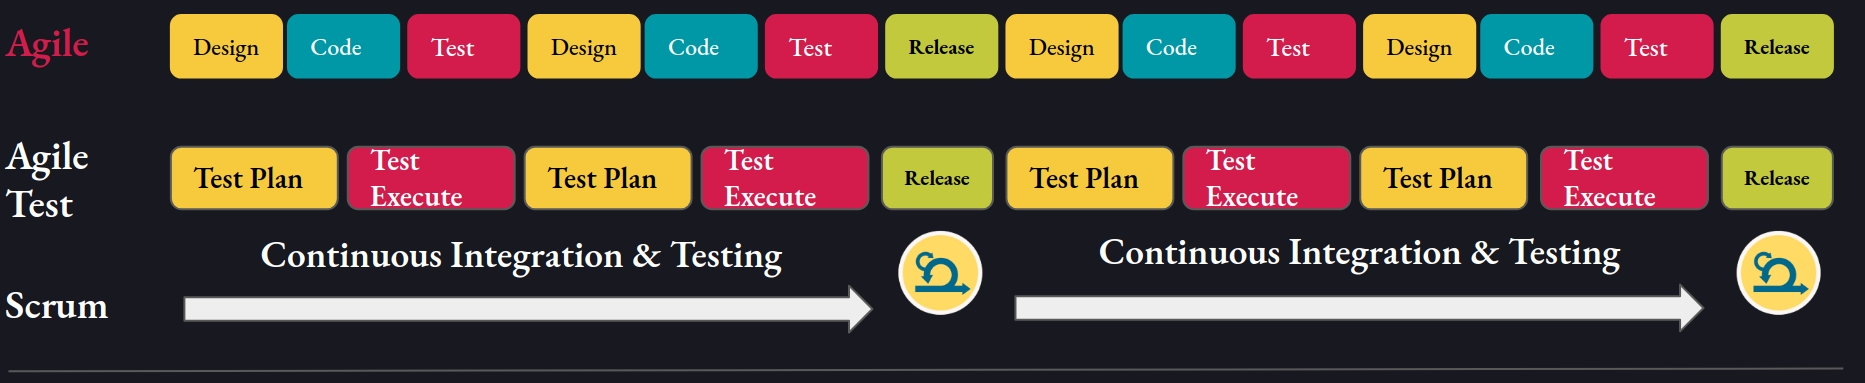 Agile
Design Code Test Design Code Test Release Design Code Test Design Code Test Release
Agile
Test
Test Plan
Test
Execute
Test Plan
Test
Execute
Release
Test Plan
Test
Execute
Test Plan
Test
Execute
Release
Continuous Integration & Testing
Continuous Integration & Testing
Scrum